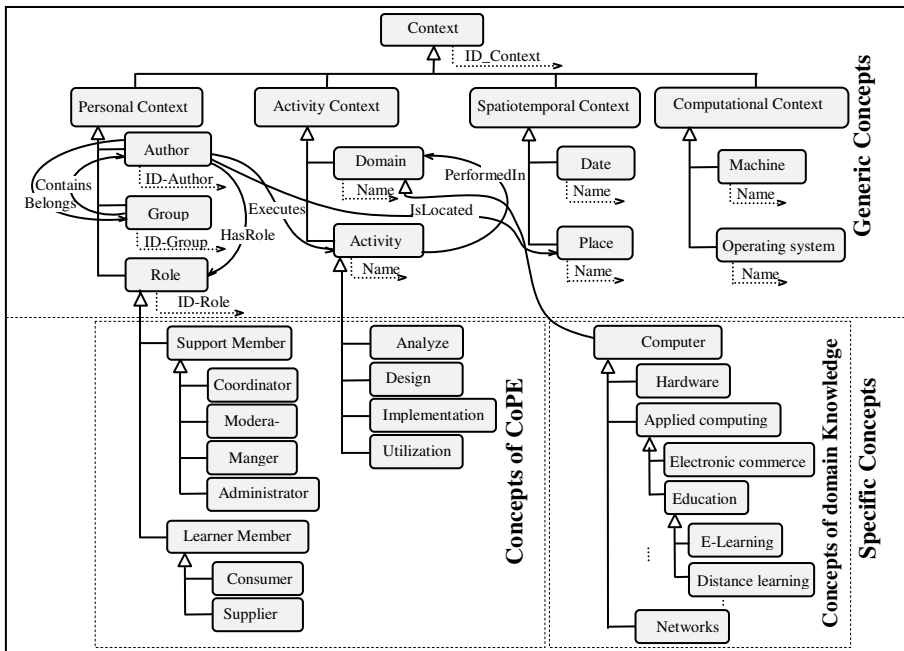 Context
ID_Context
Personal Context
Activity Context
Spatiotemporal Context
Computational Context
Author
ID-Author
Contains
Belongs
Group
ID-Group
HasRole
Role
ID-Role
Executes
Domain
Name
PerformedIn
IsLocated
Activity
Name
Date
Name
Place
Name
Machine
Name
Operating system
Name
Generic Concepts
Support Member
Coordinator
Modera-
Manger
Administrator
Learner Member
Consumer
Supplier
Analyze
Design
Implementation
Utilization
Concepts of CoPE
Computer
Hardware
Applied computing
Electronic commerce
Education
E-Learning
...
Distance learning
...
Networks
Concepts of domain Knowledge
Specific Concepts